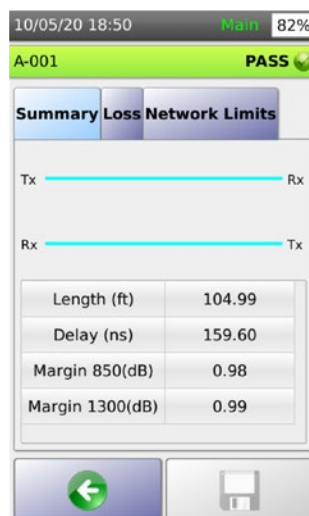 10/05/20 18:50 Main 82%
A-001 PASS
Summary Loss Network Limits
Tx Rx
Rx Tx
Length (ft) 104.99
Delay (ns) 159.60
Margin 850(dB) 0.98
Margin 1300(dB) 0.99